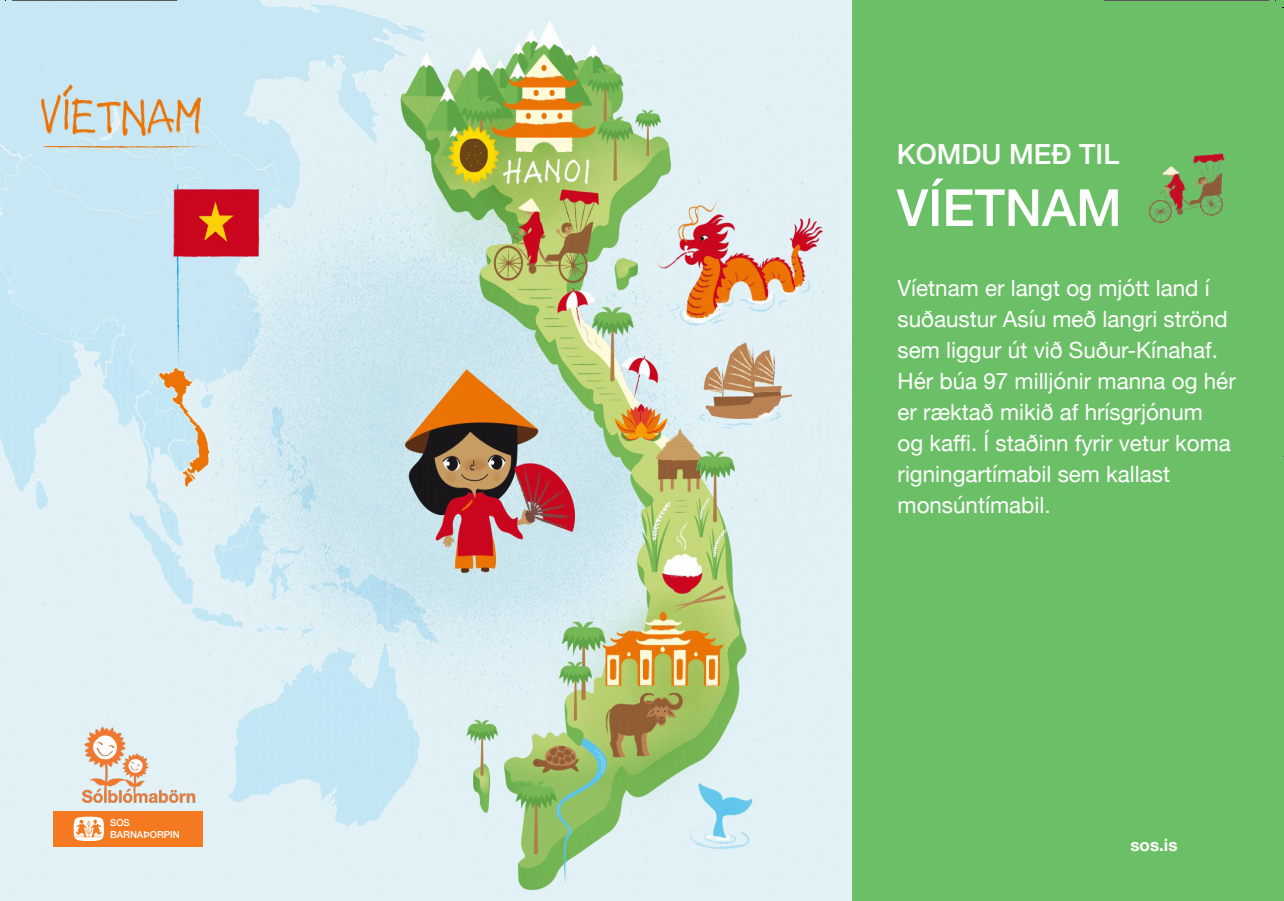 VÍETNAM
HANOI
Sólblómabörn
SOS
BARNAÞORPIN
KOMDU MEÐ TIL
VÍETNAM
Víetnam er langt og mjótt land í
suðaustur Asíu með langri strönd
sem liggur út við Suður-Kínahaf.
Hér búa 97 milljónir manna og hér
er ræktað mikið af hrísgrjónum
og kaffi. Í staðinn fyrir vetur koma
rigningartímabil sem kallast
monsúntímabil.
sos.is